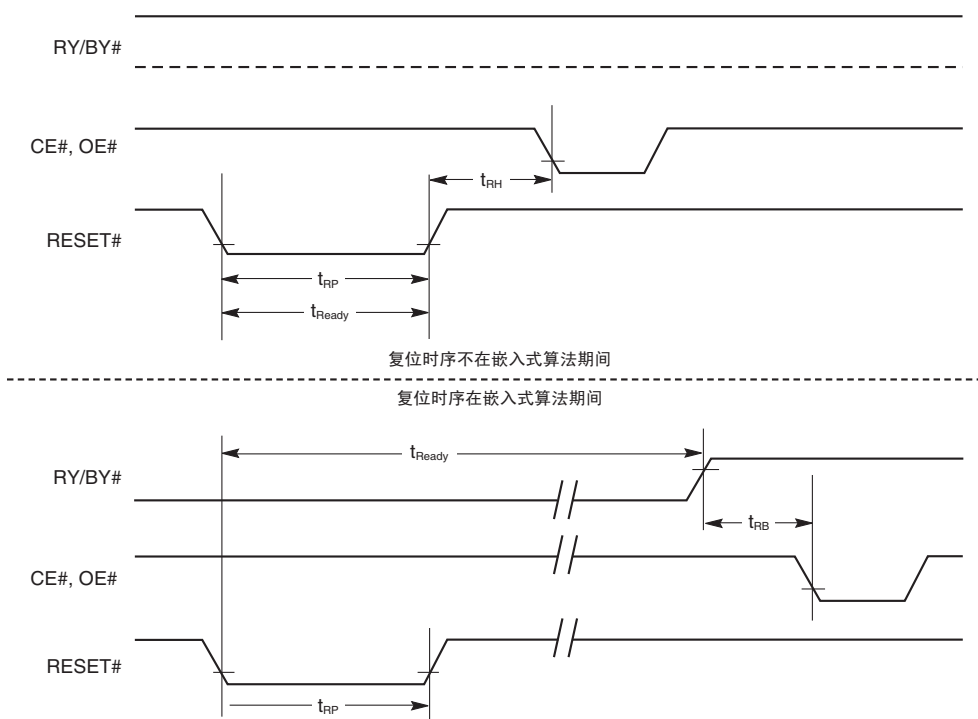 RY/BY#
CE#, OE#
tRH
RESET#
tRP
tReady
复位时序不在嵌入式算法期间
复位时序在嵌入式算法期间
tReady
RY/BY#
tRB
CE#, OE#
RESET#
tRP